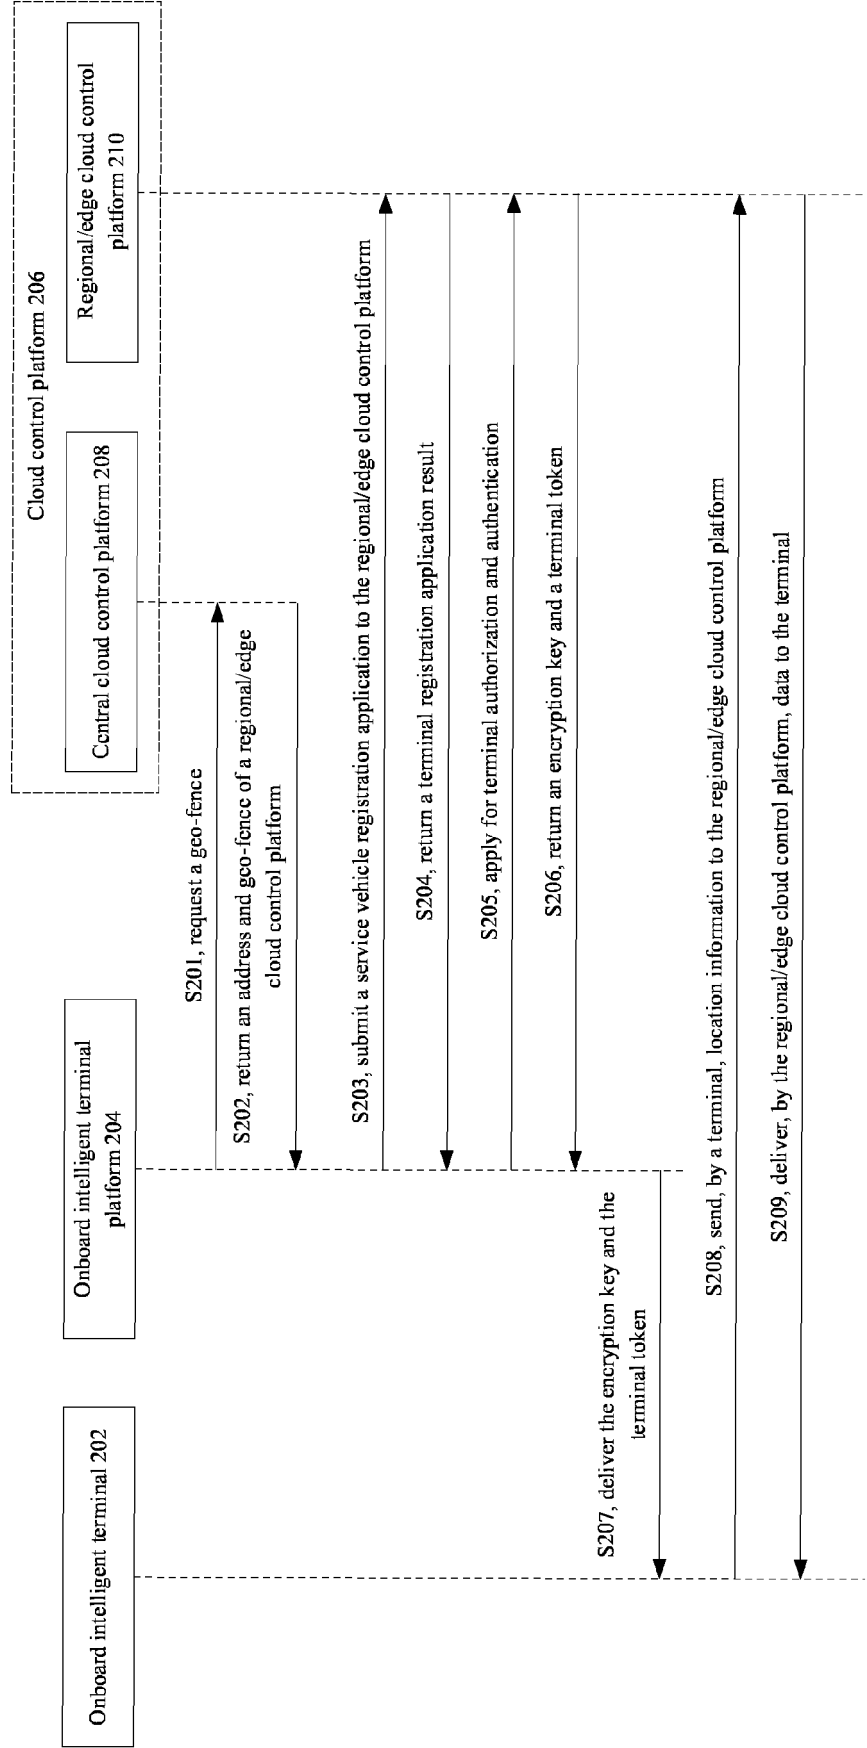 Cloud control platform 206
Onboard intelligent terminal 202
Onboard intelligent terminal
platform 204
Central cloud control platform 208
Regional/edge cloud control
platform 210
S201, request a geo-fence
S202, return an address and geo-fence of a regional/edge
cloud control platform
S203, submit a service vehicle registration application to the regional/edge cloud control platform
S204, return a terminal registration application result
S205, apply for terminal authorization and authentication
S206, return an encryption key and a terminal token
S207, deliver the encryption key and the
terminal token
S208, send, by a terminal, location information to the regional/edge cloud control platform
S209, deliver, by the regional/edge cloud control platform, data to the terminal